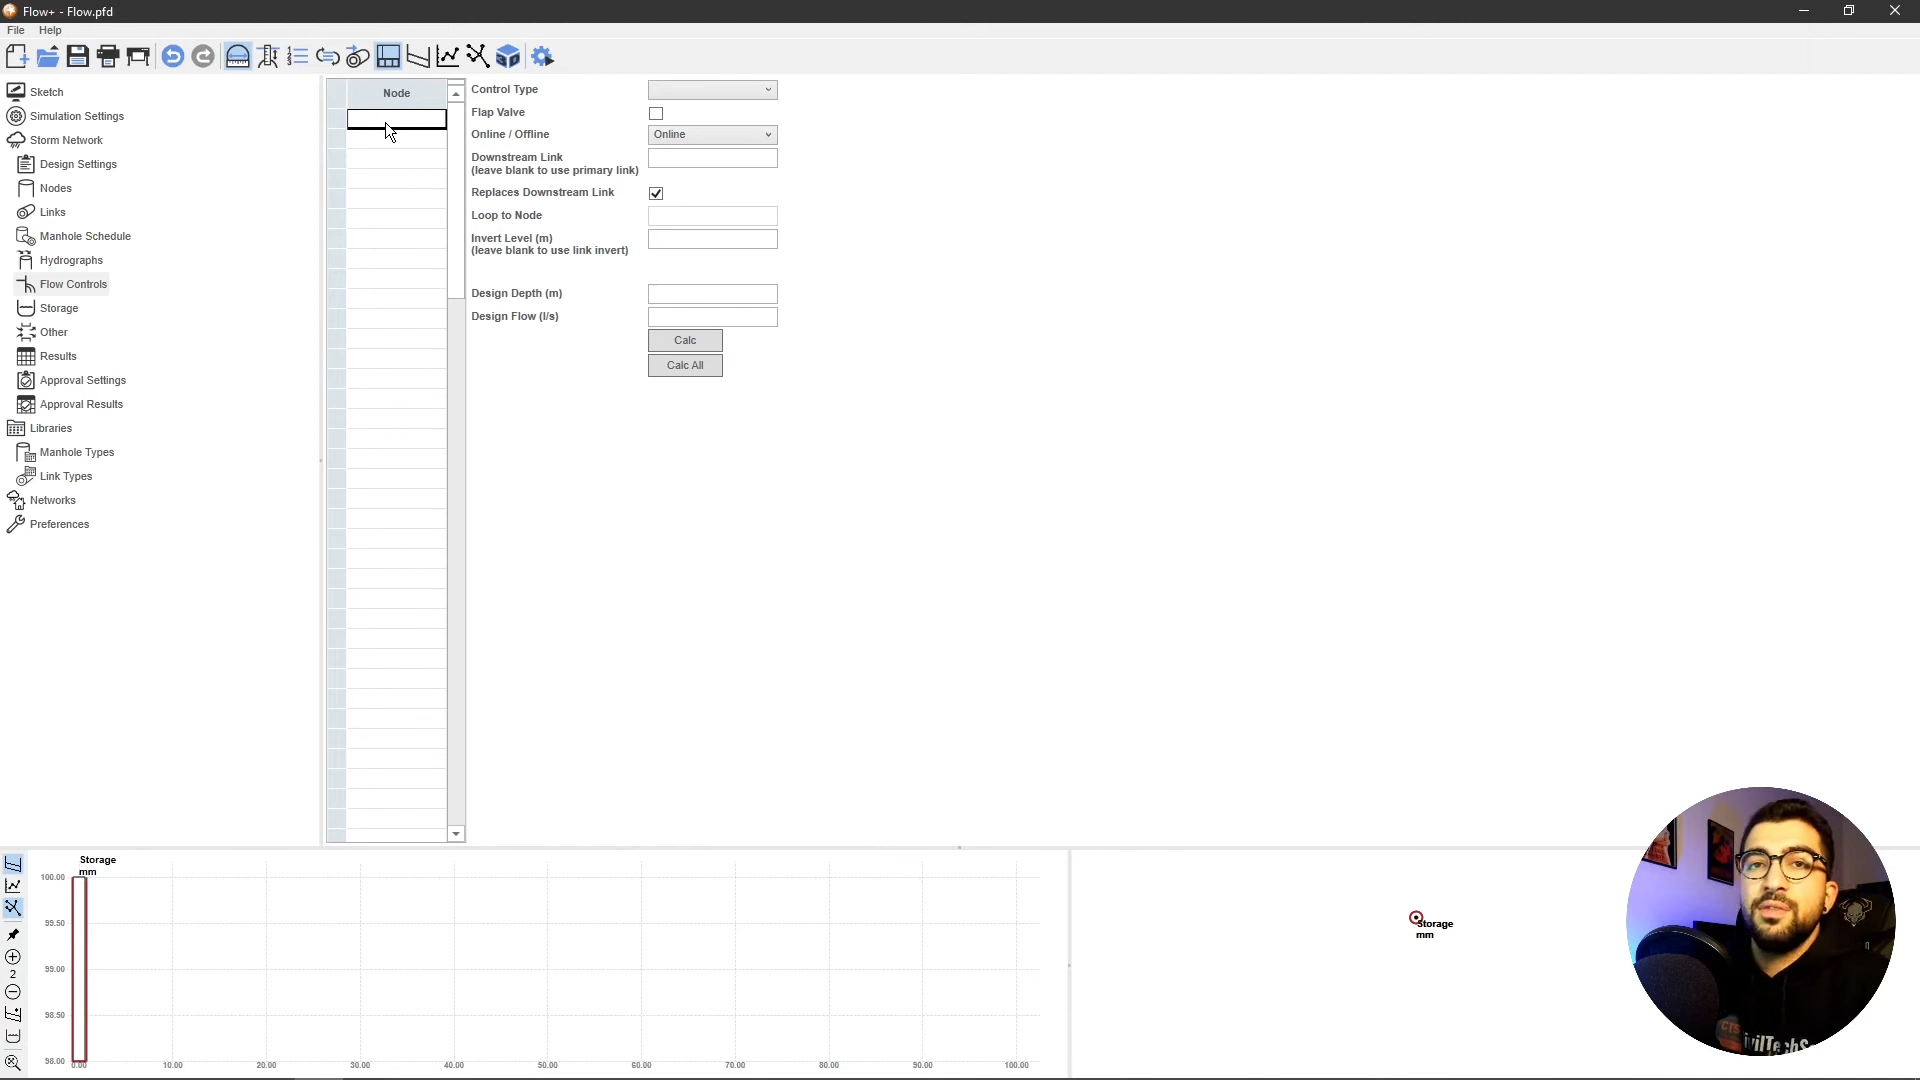 Flow+ - Flow.pfd
File Help
Sketch
Simulation Settings
Storm Network
Design Settings
Nodes
Links
Manhole Schedule
Hydrographs
Flow Controls
Storage
Other
Results
Approval Settings
Approval Results
Libraries
Manhole Types
Link Types
Networks
Preferences
Node
Control Type
Flap Valve
Online / Offline Online
Downstream Link
(leave blank to use primary link)
Replaces Downstream Link
Loop to Node
Invert Level (m)
(leave blank to use link invert)
Design Depth (m)
Design Flow (l/s)
Calc
Calc All
2
Storage
mm
100.00
99.50
99.00
98.50
98.00
0.00 10.00 20.00 30.00 40.00 50.00 60.00 70.00 80.00 90.00 100.00
Storage
mm
3D
CTS